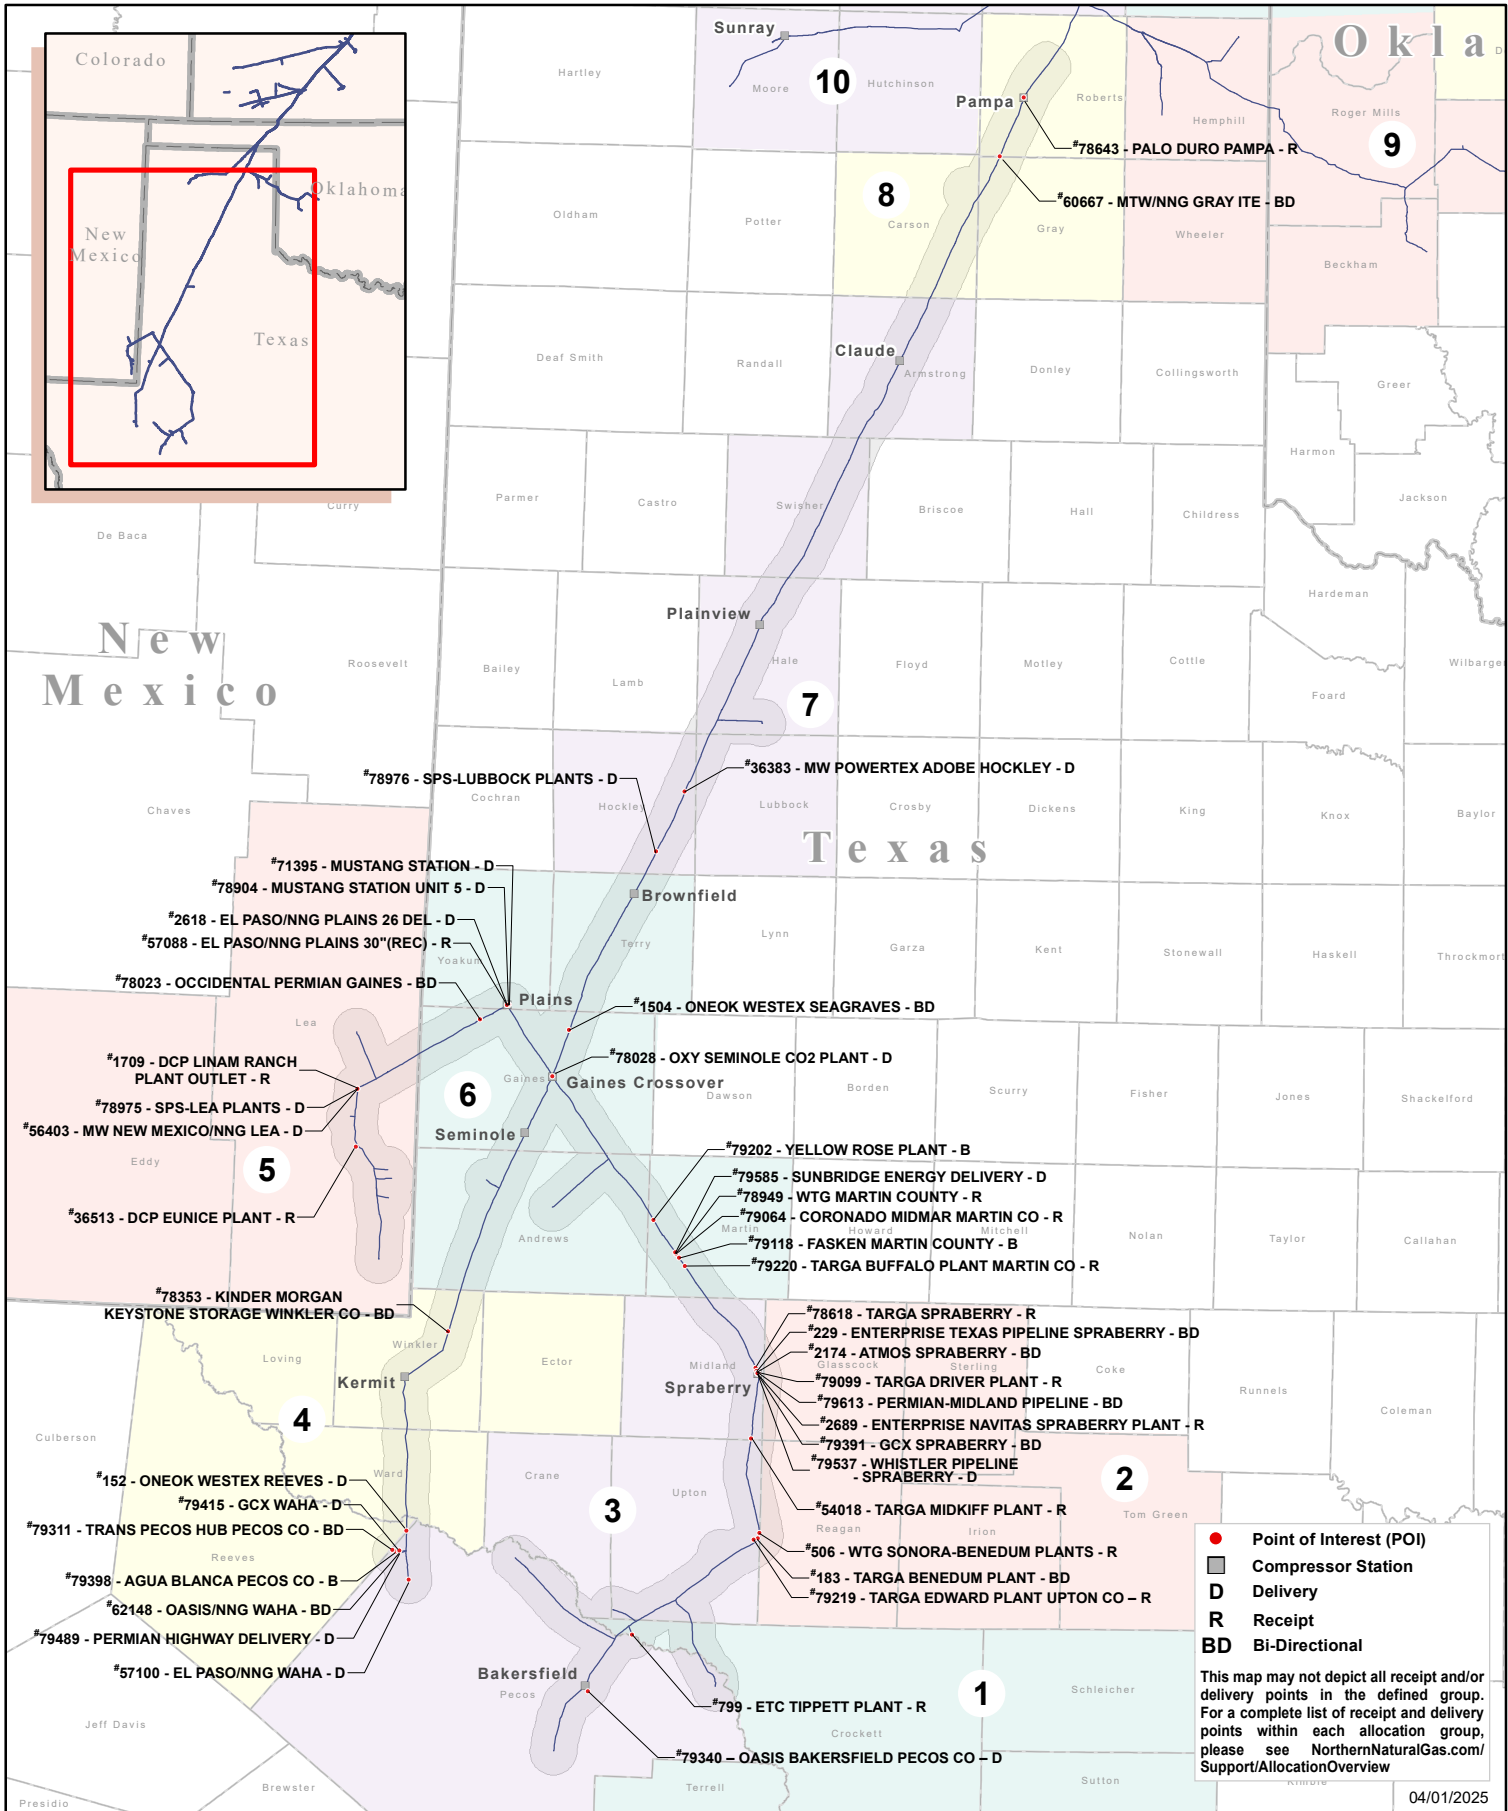 Colorado
Oklahoma
New
Mexico
Texas
Okla
Sunray
Hartley
Moore
10
Hutchinson
Pampa
Roberts
Hemphill
Roger Mills
9
#78643 - PALO DURO PAMPA - R
#60667 - MTW/NNG GRAY ITE - BD
8
Oldham
Potter
Carson
Gray
Wheeler
Beckham
Claude
Deaf Smith
Randall
Armstrong
Donley
Collingsworth
Greer
Harmon
Jackson
Curry
De Baca
Parmer
Castro
Swisher
Briscoe
Hall
Childress
Hardeman
Plainview
New
Mexico
Roosevelt
Bailey
Lamb
Hale
Floyd
Motley
Cottle
Foard
Wilbarger
7
#78976 - SPS-LUBBOCK PLANTS - D
#36383 - MW POWERTEX ADOBE HOCKLEY - D
Chaves
Cochran
Hockley
Lubbock
Crosby
Dickens
King
Knox
Baylor
Texas
#71395 - MUSTANG STATION - D
#78904 - MUSTANG STATION UNIT 5 - D
Brownfield
#2618 - EL PASO/NNG PLAINS 26 DEL - D
#57088 - EL PASO/NNG PLAINS 30"(REC) - R
Yoakum
Terry
Lynn
Garza
Kent
Stonewall
Haskell
Throckmort
#78023 - OCCIDENTAL PERMIAN GAINES - BD
Plains
#1504 - ONEOK WESTEX SEAGRAVES - BD
Lea
#1709 - DCP LINAM RANCH
PLANT OUTLET - R
#78028 - OXY SEMINOLE CO2 PLANT - D
Gaines
Gaines Crossover
6
#78975 - SPS-LEA PLANTS - D
#56403 - MW NEW MEXICO/NNG LEA - D
Dawson
Borden
Scurry
Fisher
Jones
Shackelford
Seminole
5
Eddy
#36513 - DCP EUNICE PLANT - R
#79202 - YELLOW ROSE PLANT - B
#79585 - SUNBRIDGE ENERGY DELIVERY - D
#78949 - WTG MARTIN COUNTY - R
#79064 - CORONADO MIDMAR MARTIN CO - R
#79118 - FASKEN MARTIN COUNTY - B
#79220 - TARGA BUFFALO PLANT MARTIN CO - R
Andrews
Martin
Howard
Mitchell
Nolan
Taylor
Callahan
#78353 - KINDER MORGAN
KEYSTONE STORAGE WINKLER CO - BD
#78618 - TARGA SPRABERRY - R
#229 - ENTERPRISE TEXAS PIPELINE SPRABERRY - BD
#2174 - ATMOS SPRABERRY - BD
#79099 - TARGA DRIVER PLANT - R
#79613 - PERMIAN-MIDLAND PIPELINE - BD
#2689 - ENTERPRISE NAVITAS SPRABERRY PLANT - R
#79391 - GCX SPRABERRY - BD
#79537 - WHISTLER PIPELINE
- SPRABERRY - D
Loving
Winkler
Ector
Midland
Glasscock
Sterling
Coke
Runnels
Coleman
Kermit
Spraberry
4
Culberson
Ward
Crane
Upton
2
Tom Green
3
#152 - ONEOK WESTEX REEVES - D
#79415 - GCX WAHA - D
#79311 - TRANS PECOS HUB PECOS CO - BD
Reeves
#79398 - AGUA BLANCA PECOS CO - B
#62148 - OASIS/NNG WAHA - BD
#79489 - PERMIAN HIGHWAY DELIVERY - D
#57100 - EL PASO/NNG WAHA - D
#54018 - TARGA MIDKIFF PLANT - R
Reagan
Irion
#506 - WTG SONORA-BENEDUM PLANTS - R
#183 - TARGA BENEDUM PLANT - BD
#79219 - TARGA EDWARD PLANT UPTON CO – R
Bakersfield
Pecos
#799 - ETC TIPPETT PLANT - R
1
Schleicher
Crockett
#79340 – OASIS BAKERSFIELD PECOS CO – D
Jeff Davis
Brewster
Presidio
Terrell
Sutton
Kimble
Point of Interest (POI)
Compressor Station
D Delivery
R Receipt
BD Bi-Directional
This map may not depict all receipt and/or
delivery points in the defined group.
For a complete list of receipt and delivery
points within each allocation group,
please see NorthernNaturalGas.com/
Support/AllocationOverview
04/01/2025